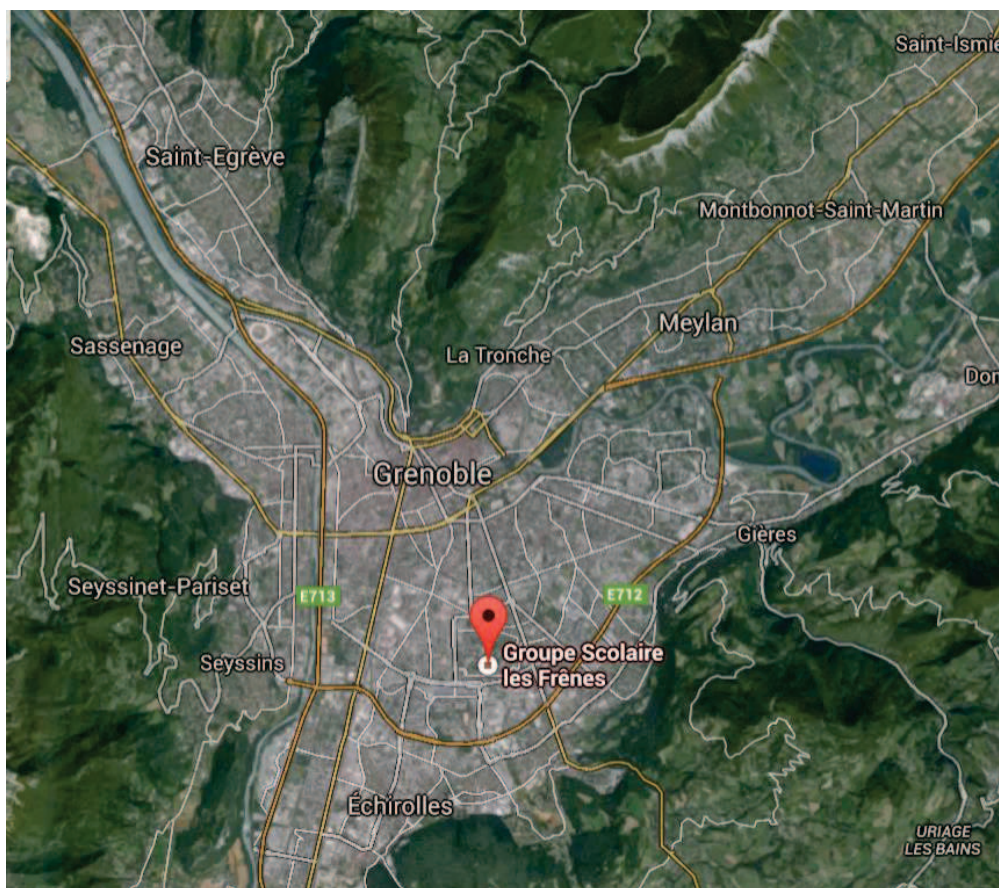 Saint-Ismie
Saint-Egrève
Montbonnot-Saint-Martin
Meylan
Sassenage
La Tronche
Don
Grenoble
Gières
Seyssinet-Pariset
E713
E712
Groupe Scolaire
les Frênes
Seyssins
Échirolles
URIAGE
LES BAINS